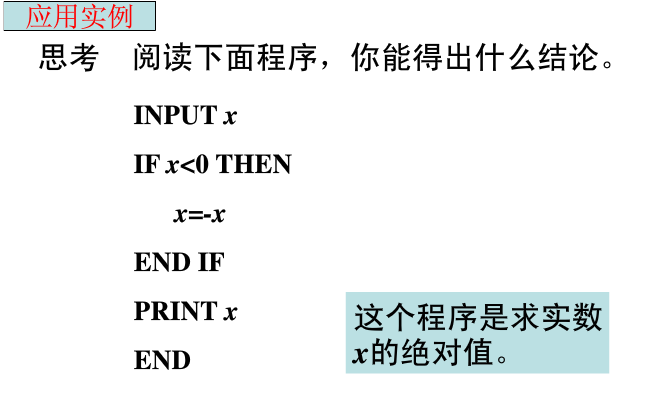 应用实例
思考 阅读下面程序，你能得出什么结论。
INPUT x
IF x<0 THEN
x=-x
END IF
PRINT x
END
这个程序是求实数
x的绝对值。